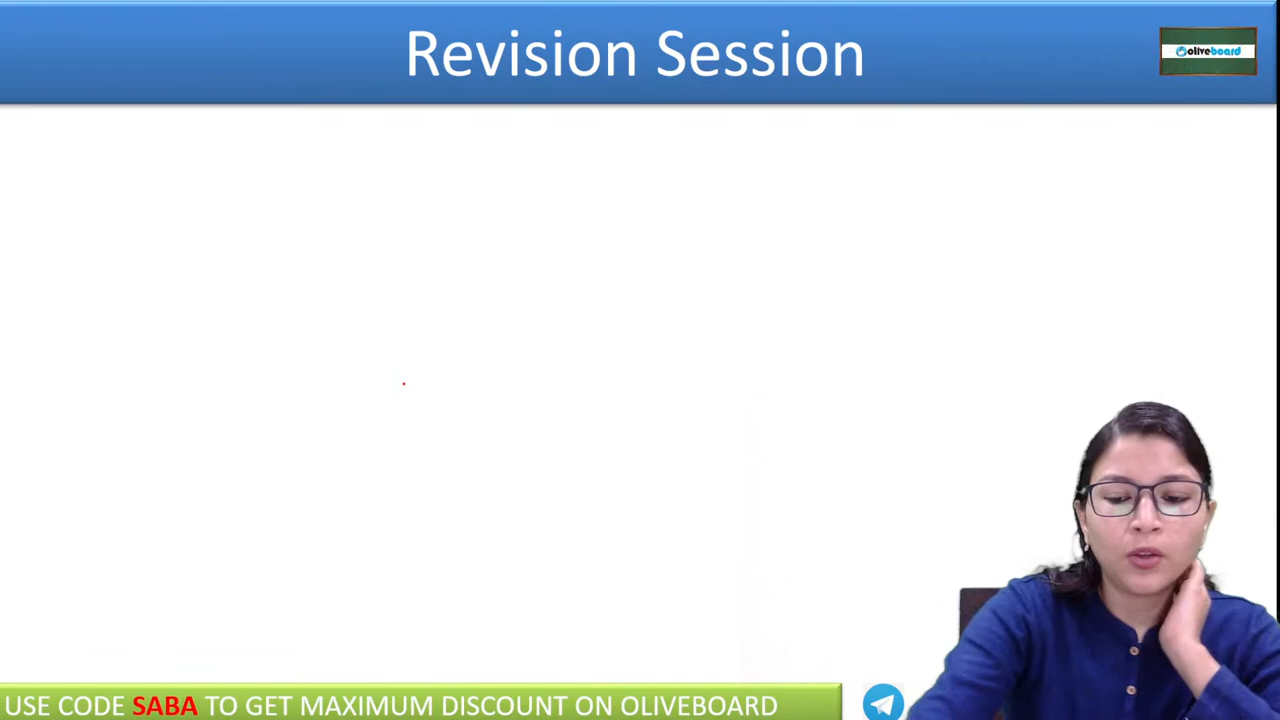 Revision Session
oliveboard
USE CODE SABA TO GET MAXIMUM DISCOUNT ON OLIVEBOARD